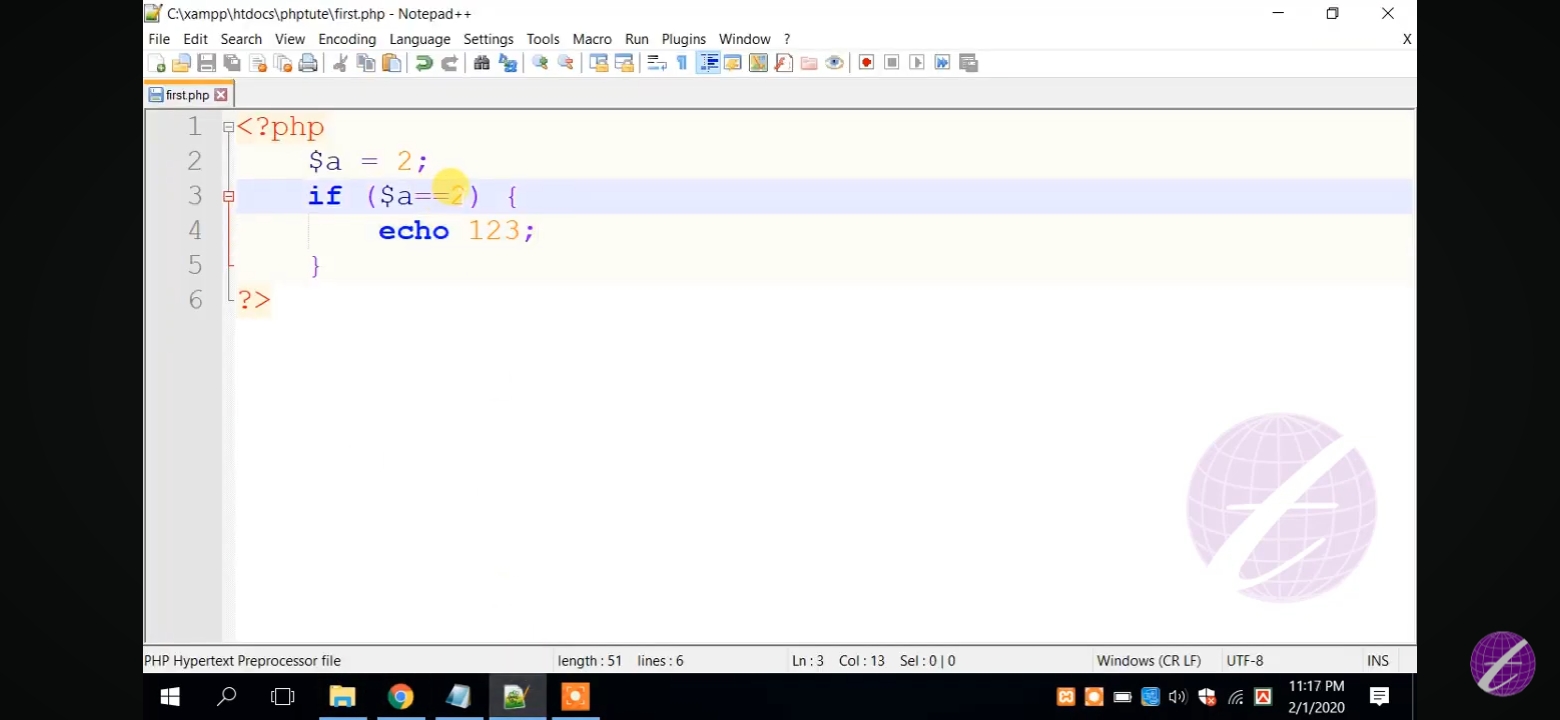 C:\xampp\htdocs\phptute\first.php - Notepad++
File Edit Search View Encoding Language Settings Tools Macro Run Plugins Window ? X
first.php
1 <?php
2 $a = 2;
3 if ($a==2) {
4 echo 123;
5 }
6 ?>
PHP Hypertext Preprocessor file length : 51 lines : 6 Ln : 3 Col : 13 Sel : 0 | 0 Windows (CR LF) UTF-8 INS
11:17 PM
2/1/2020